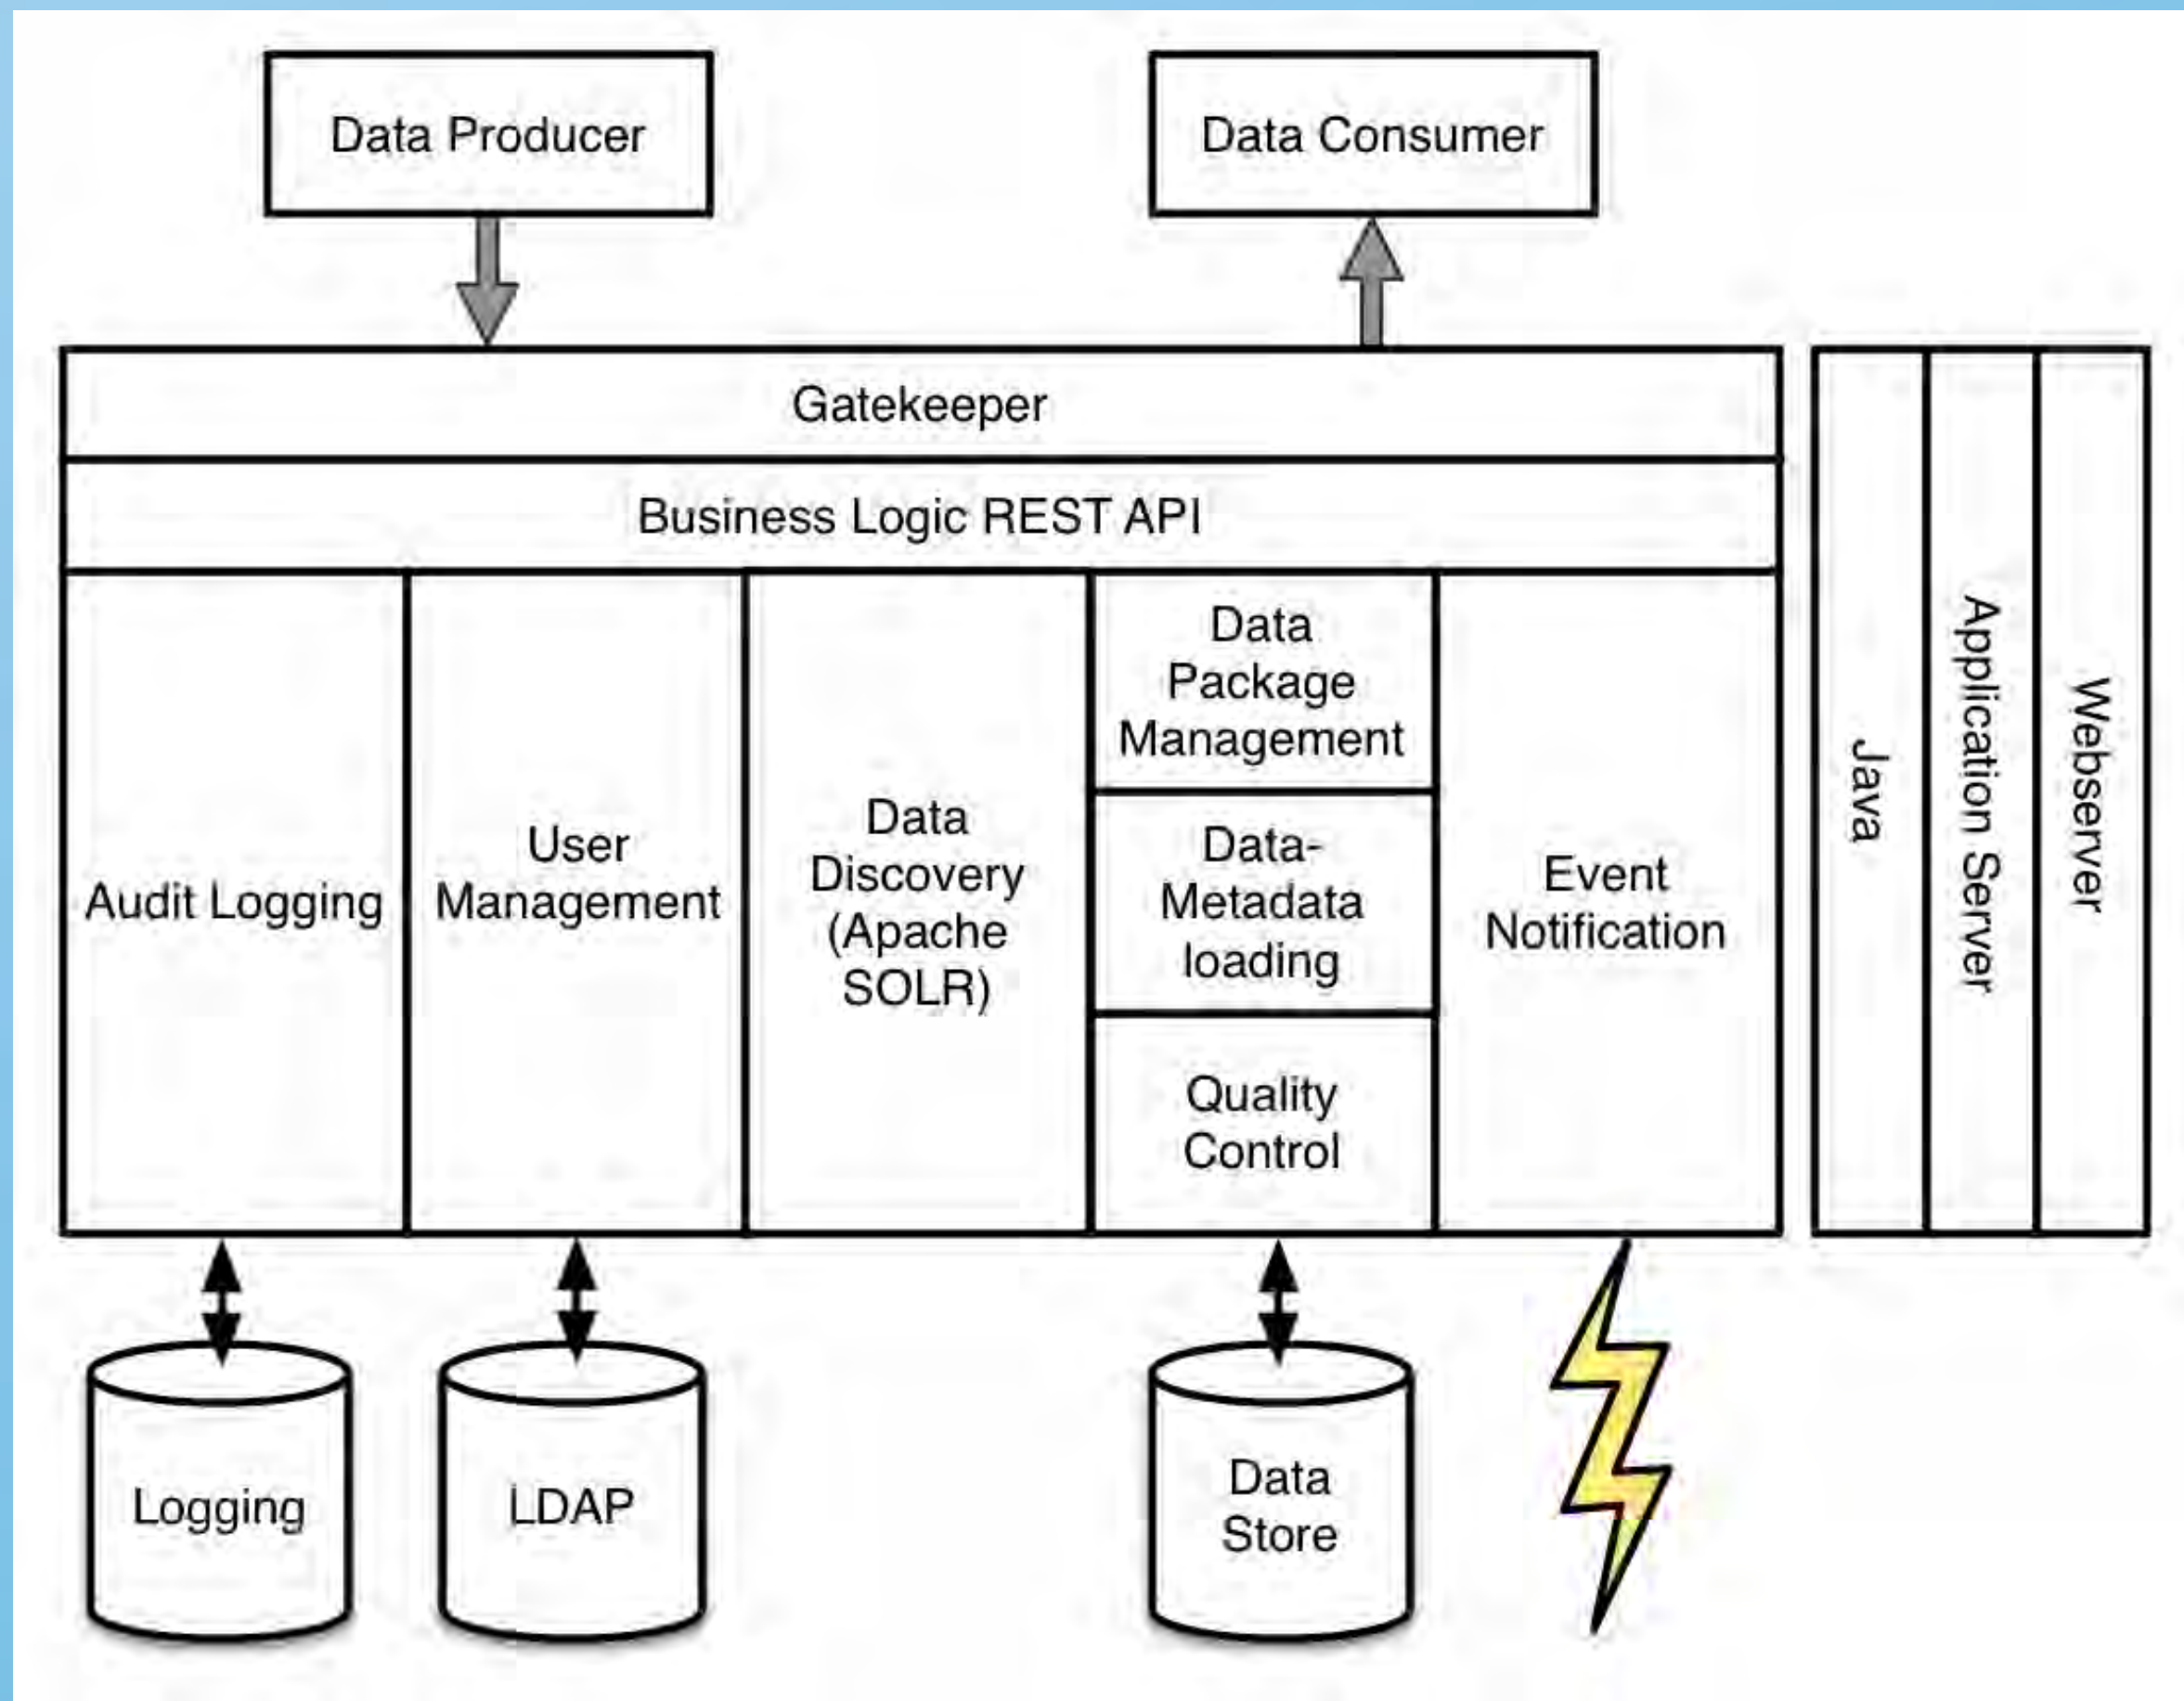 Data Producer
Data Consumer
Gatekeeper
Business Logic REST API
Audit Logging
User
Management
Data
Discovery
(Apache
SOLR)
Data
Package
Management
Data-
Metadata
loading
Quality
Control
Event
Notification
Java
Application Server
Webserver
Logging
LDAP
Data
Store